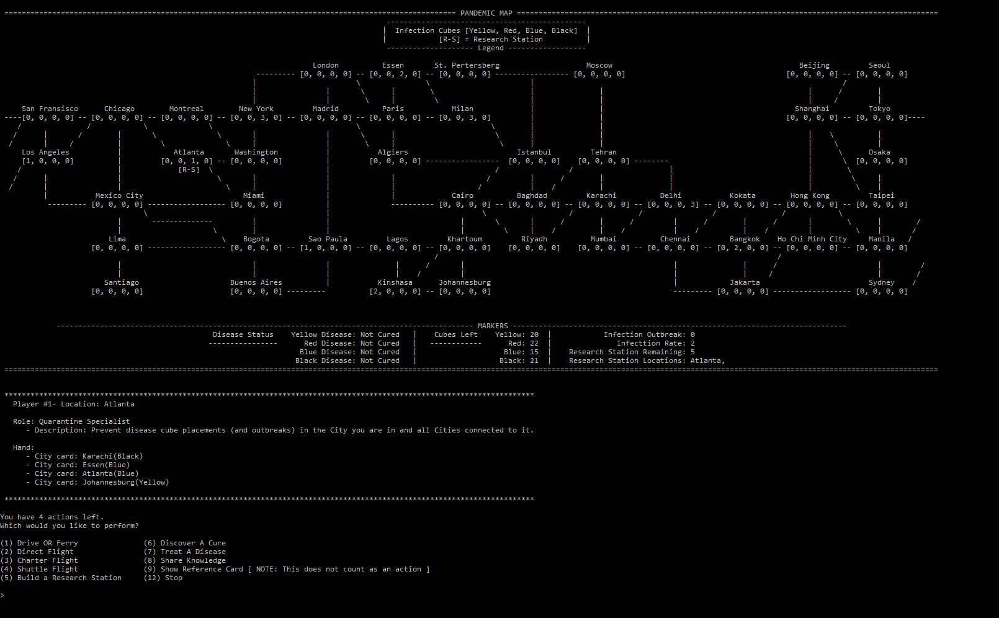 ======== PANDEMIC MAP ========
--------
| Infection Cubes [Yellow, Red, Blue, Black] |
| [R-S] = Research Station |
-------- Legend --------
London Essen St. Pertersberg Moscow Beijing Seoul
--------- [0, 0, 0, 0] -- [0, 0, 2, 0] -- [0, 0, 0, 0] ----------------- [0, 0, 0, 0] [0, 0, 0, 0] -- [0, 0, 0, 0]
San Fransisco Chicago Montreal New York Madrid Paris Milan Shanghai Tokyo
----[0, 0, 0, 0] -- [0, 0, 0, 0] -- [0, 0, 0, 0] -- [0, 0, 3, 0] -- [0, 0, 0, 0] -- [0, 0, 0, 0] -- [0, 0, 3, 0] [0, 0, 0, 0] -- [0, 0, 0, 0]----
Los Angeles Atlanta Washington Algiers Istanbul Tehran Osaka
[1, 0, 0, 0] [0, 0, 1, 0] -- [0, 0, 0, 0] [0, 0, 0, 0] ----------------- [0, 0, 0, 0] [0, 0, 0, 0] -------- [0, 0, 0, 0]
[R-S]
Mexico City Miami Cairo Baghdad Karachi Delhi Kokata Hong Kong Taipei
--------- [0, 0, 0, 0] ------------------ [0, 0, 0, 0] ---------- [0, 0, 0, 0] -- [0, 0, 0, 0] -- [0, 0, 0, 0] -- [0, 0, 0, 3] -- [0, 0, 0, 0] -- [0, 0, 0, 0] -- [0, 0, 0, 0]
Lima Bogota Sao Paula Lagos Khartoum Riyadh Mumbai Chennai Bangkok Ho Chi Minh City Manila
[0, 0, 0, 0] ------------------ [0, 0, 0, 0] -- [1, 0, 0, 0] -- [0, 0, 0, 0] -- [0, 0, 0, 0] [0, 0, 0, 0] [0, 0, 0, 0] -- [0, 0, 0, 0] -- [0, 2, 0, 0] -- [0, 0, 0, 0] -- [0, 0, 0, 0]
Santiago Buenos Aires Kinshasa Johannesburg Jakarta Sydney
[0, 0, 0, 0] [0, 0, 0, 0] --------- [2, 0, 0, 0] -- [0, 0, 0, 0] --------- [0, 0, 0, 0] ------------------ [0, 0, 0, 0]
-------- MARKERS --------
Disease Status Yellow Disease: Not Cured | Cubes Left Yellow: 20 | Infection Outbreak: 0
---------------- Red Disease: Not Cured | ------------ Red: 22 | Infecttion Rate: 2
Blue Disease: Not Cured | Blue: 15 | Research Station Remaining: 5
Black Disease: Not Cured | Black: 21 | Research Station Locations: Atlanta,
Player #1- Location: Atlanta
Role: Quarantine Specialist
- Description: Prevent disease cube placements (and outbreaks) in the City you are in and all Cities connected to it.
Hand:
- City card: Karachi(Black)
- City card: Essen(Blue)
- City card: Atlanta(Blue)
- City card: Johannesburg(Yellow)
You have 4 actions left.
Which would you like to perform?
(1) Drive OR Ferry (6) Discover A Cure
(2) Direct Flight (7) Treat A Disease
(3) Charter Flight (8) Share Knowledge
(4) Shuttle Flight (9) Show Reference Card [ NOTE: This does not count as an action ]
(5) Build a Research Station (12) Stop
>